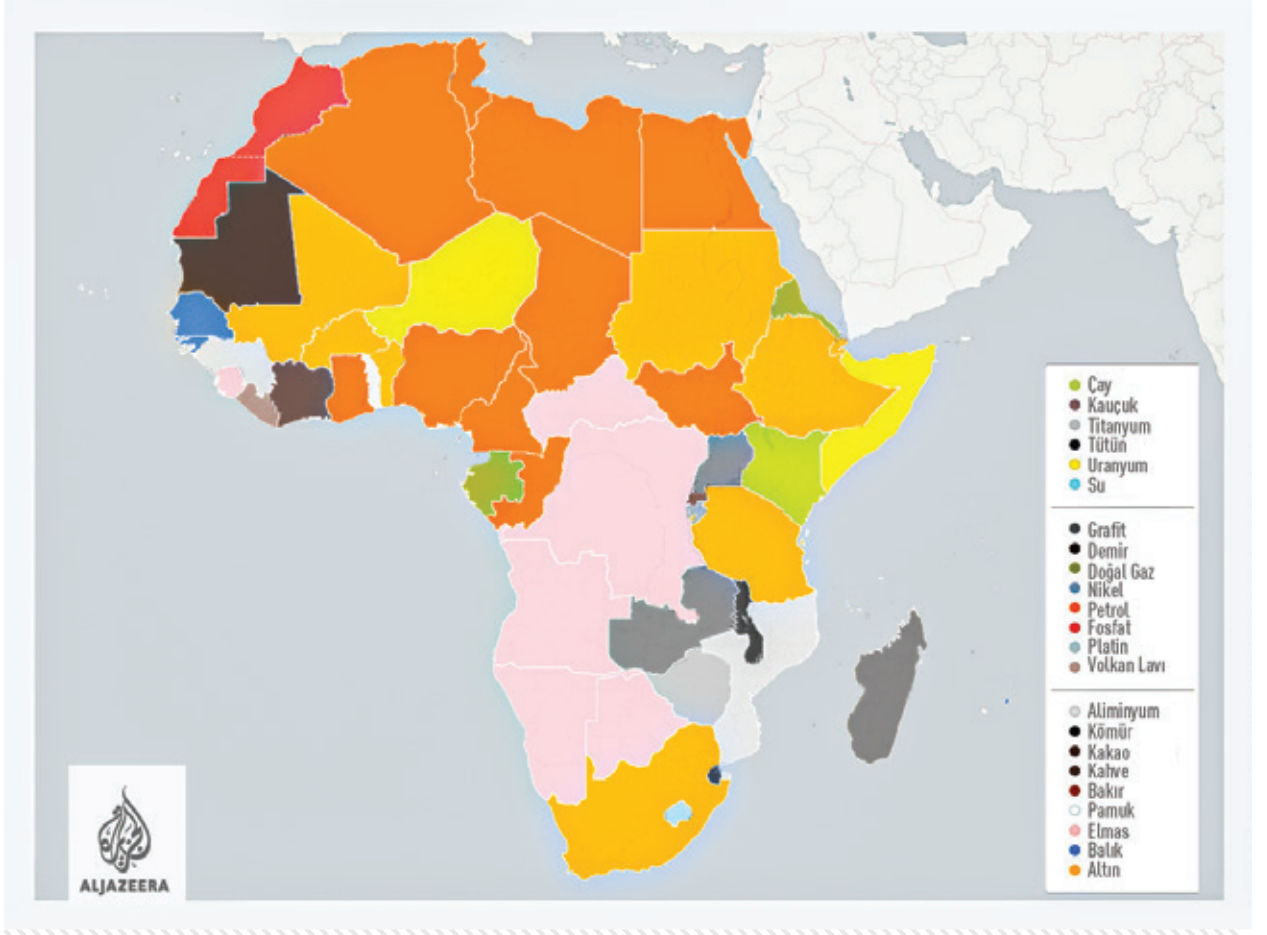 Çay
Kauçuk
Titanyum
Tütün
Uranyum
Su
Grafit
Demir
Doğal Gaz
Nikel
Petrol
Fosfat
Platin
Volkan Lavı
Aliminyum
Kömür
Kakao
Kahve
Bakır
Pamuk
Elmas
Balık
Altın
ALJAZEERA